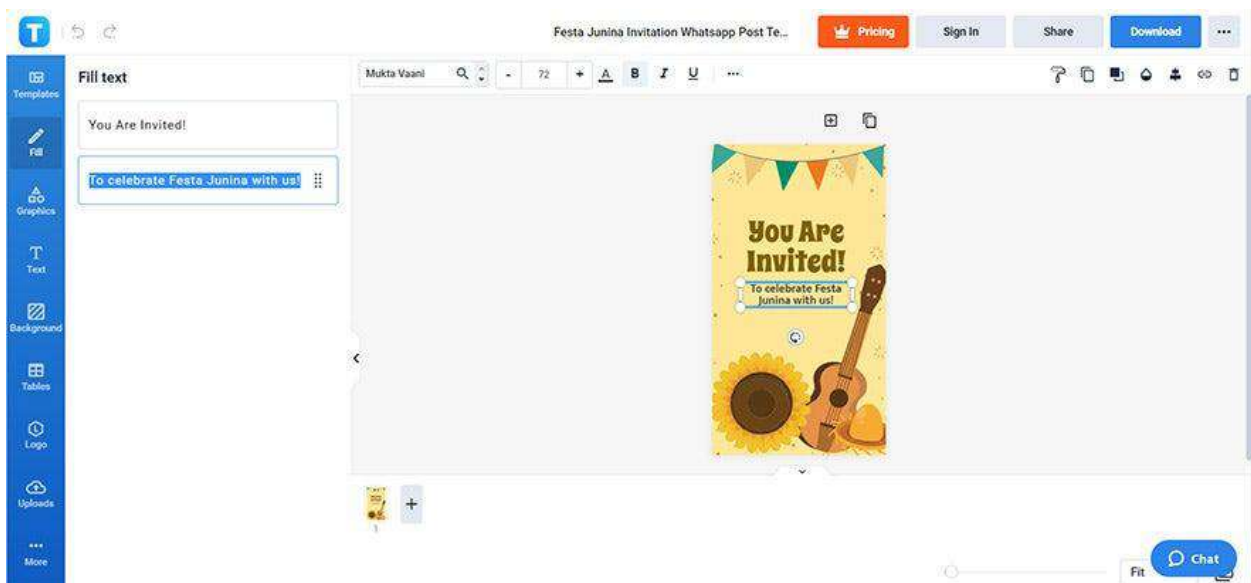 T
Festa Junina Invitation Whatsapp Post Te...
Pricing
Sign In
Share
Download
Templates
Fill
Graphics
Text
Background
Tables
Logo
Uploads
More
Fill text
You Are Invited!
To celebrate Festa Junina with us!
Mukta Vaani
- 72 + A B I U
You Are
Invited!
To celebrate Festa
Junina with us!
1
Fit
Chat